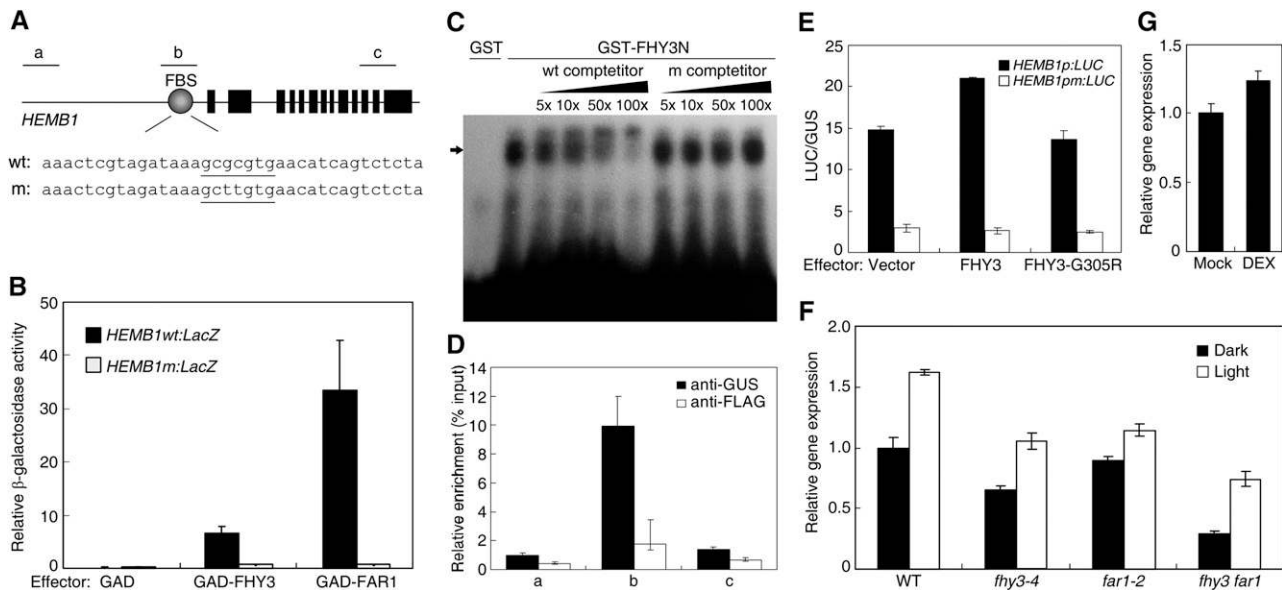 A
a
b
c
FBS
HEMB1
wt: aaactcgtagataaagcgcgtgaacatcagtctcta
m: aaactcgtagataaagcttgtgaacatcagtctcta
B
Relative β-galactosidase activity
50
40
30
20
10
0
HEMB1wt:LacZ
HEMB1m:LacZ
Effector: GAD GAD-FHY3 GAD-FAR1
C
GST GST-FHY3N
wt comptetitor m comptetitor
5x 10x 50x 100x 5x 10x 50x 100x
D
Relative enrichment (% input)
14
12
10
8
6
4
2
0
anti-GUS
anti-FLAG
a b c
E
LUC/GUS
25
20
15
10
5
0
HEMB1p:LUC
HEMB1pm:LUC
Effector: Vector FHY3 FHY3-G305R
G
Relative gene expression
1.5
1.0
0.5
0
Mock DEX
F
Relative gene expression
2.0
1.5
1.0
0.5
0
Dark
Light
WT fhy3-4 far1-2 fhy3 far1